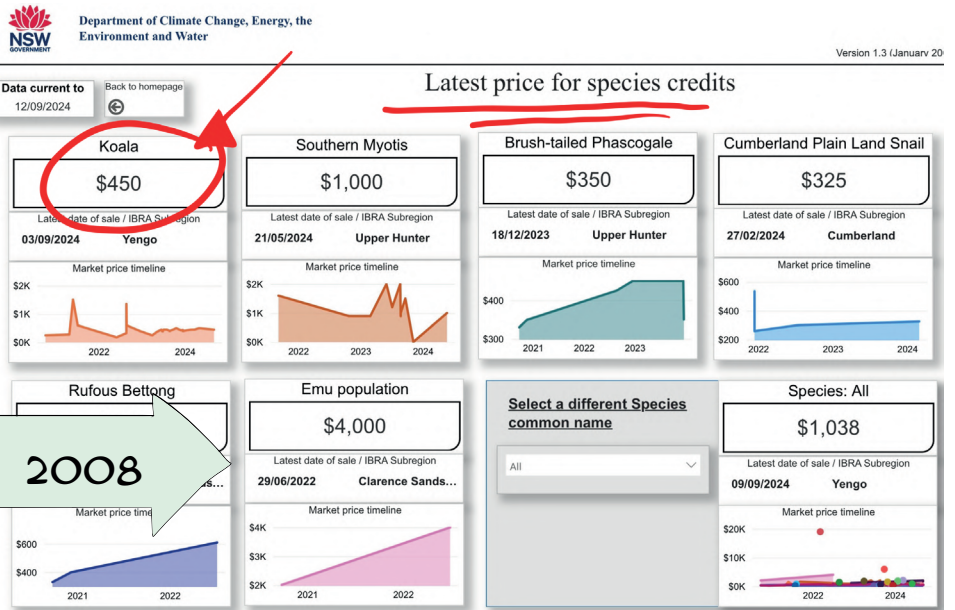 NSW
GOVERNMENT
Department of Climate Change, Energy, the
Environment and Water
Version 1.3 (January 20
Data current to
12/09/2024
Back to homepage
Latest price for species credits
Koala
$450
Latest date of sale / IBRA Subregion
03/09/2024 Yengo
Market price timeline
$2K
$1K
$0K
2022 2024
Southern Myotis
$1,000
Latest date of sale / IBRA Subregion
21/05/2024 Upper Hunter
Market price timeline
$2K
$1K
$0K
2022 2023 2024
Brush-tailed Phascogale
$350
Latest date of sale / IBRA Subregion
18/12/2023 Upper Hunter
Market price timeline
$400
$300
2021 2022 2023
Cumberland Plain Land Snail
$325
Latest date of sale / IBRA Subregion
27/02/2024 Cumberland
Market price timeline
$600
$400
$200
2022 2023 2024
Rufous Bettong
2008
s...
Market price time
$600
$400
2021 2022
Emu population
$4,000
Latest date of sale / IBRA Subregion
29/06/2022 Clarence Sands...
Market price timeline
$4K
$3K
$2K
2021 2022
Select a different Species
common name
All
Species: All
$1,038
Latest date of sale / IBRA Subregion
09/09/2024 Yengo
Market price timeline
$20K
$10K
$0K
2022 2024